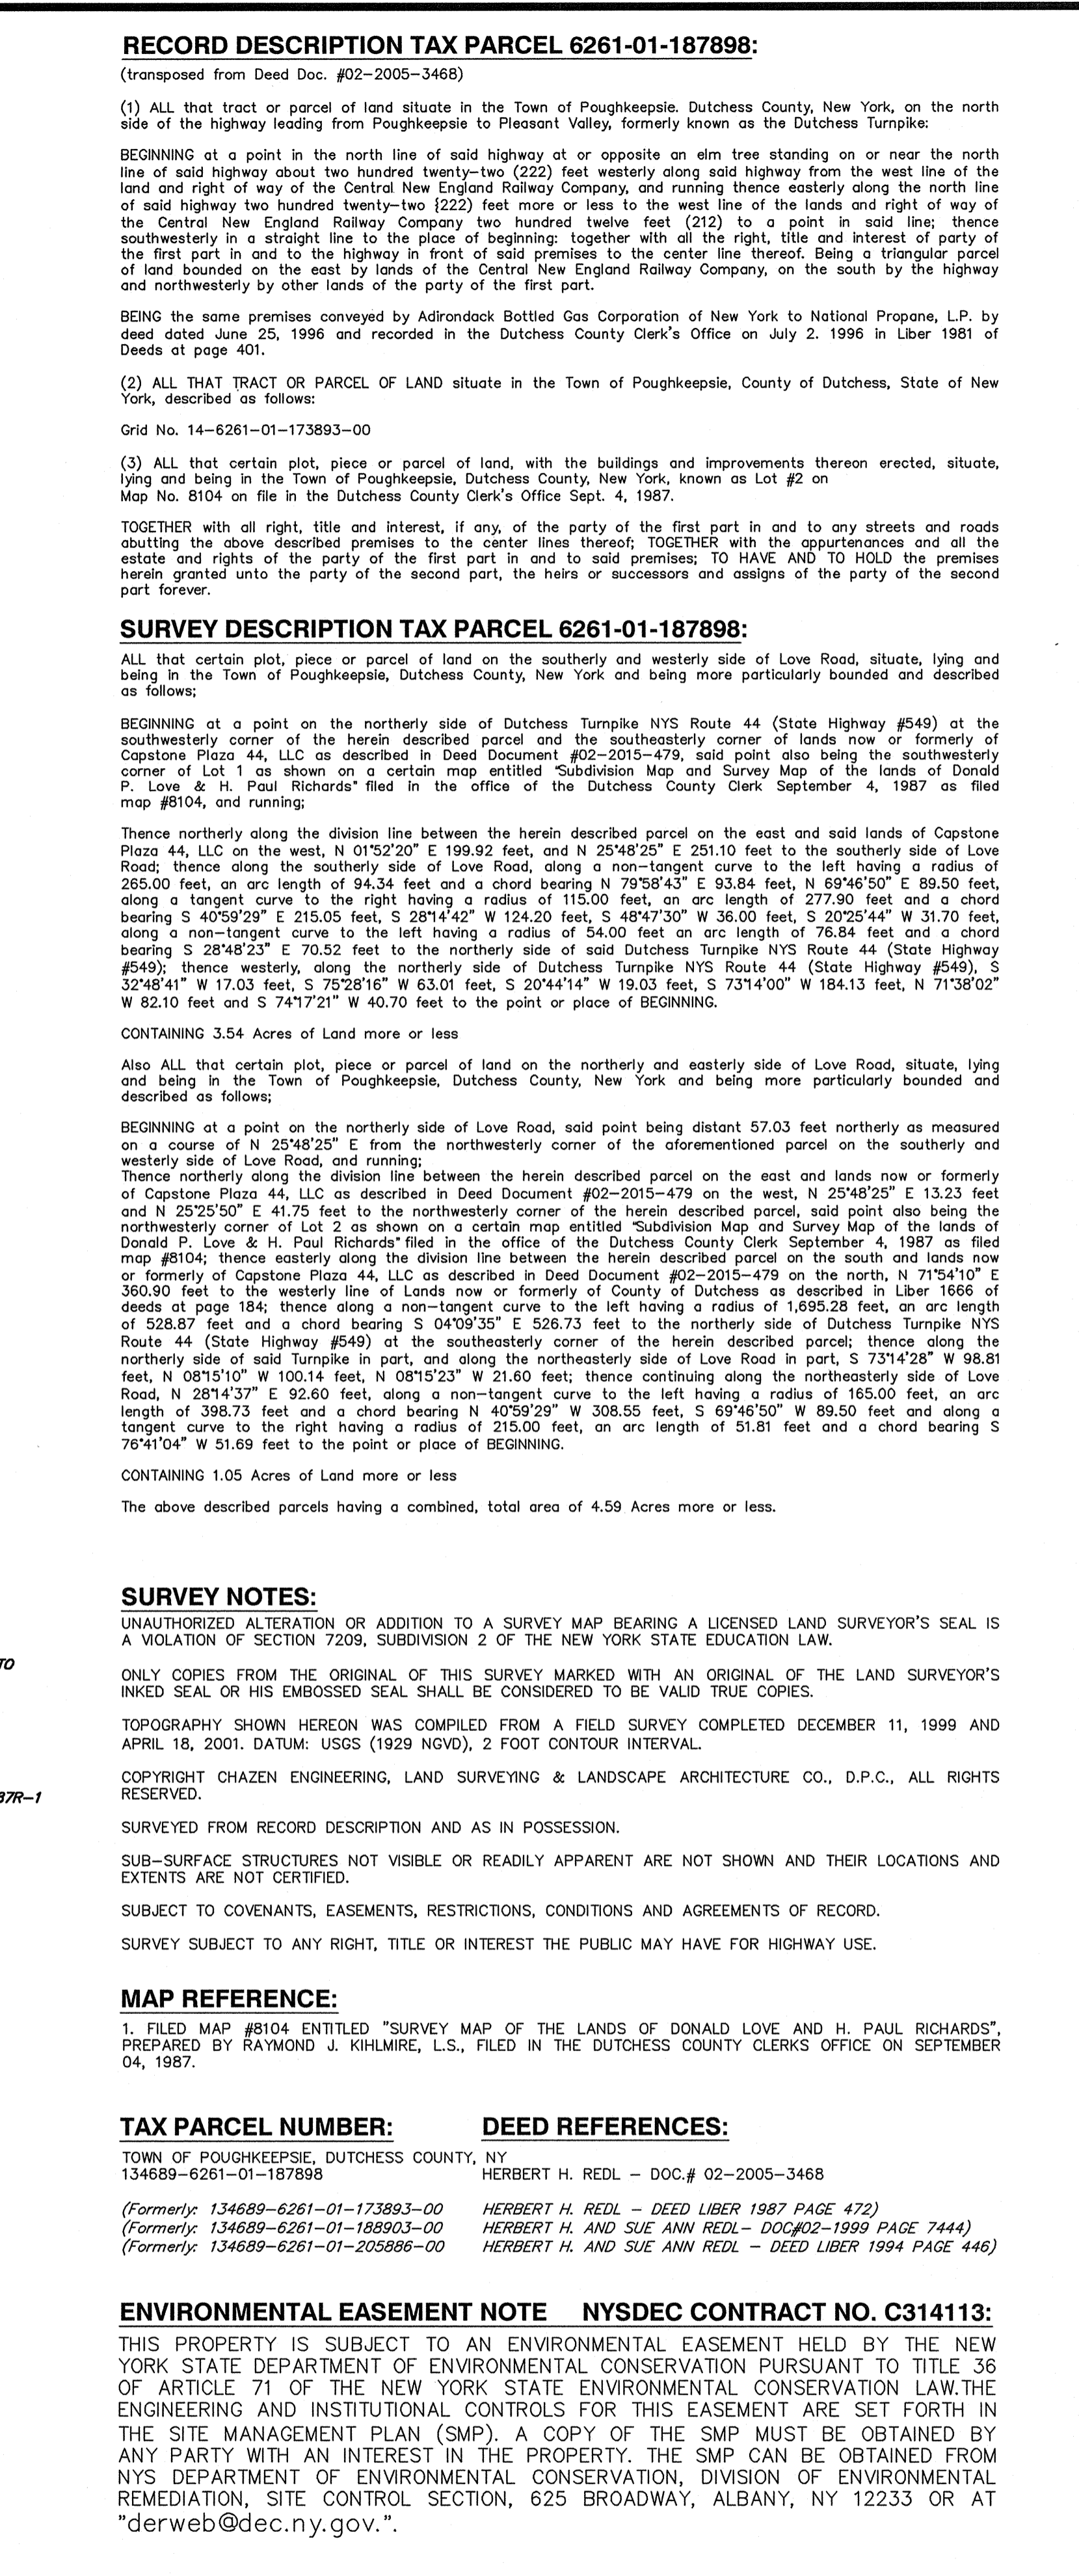 RECORD DESCRIPTION TAX PARCEL 6261-01-187898:
(transposed from Deed Doc. #02-2005-3468)
(1) ALL that tract or parcel of land situate in the Town of Poughkeepsie. Dutchess County, New York, on the north
side of the highway leading from Poughkeepsie to Pleasant Valley, formerly known as the Dutchess Turnpike:
BEGINNING at a point in the north line of said highway at or opposite an elm tree standing on or near the north
line of said highway about two hundred twenty-two (222) feet westerly along said highway from the west line of the
land and right of way of the Central New England Railway Company, and running thence easterly along the north line
of said highway two hundred twenty-two {222) feet more or less to the west line of the lands and right of way of
the Central New England Railway Company two hundred twelve feet (212) to a point in said line; thence
southwesterly in a straight line to the place of beginning: together with all the right, title and interest of party of
the first part in and to the highway in front of said premises to the center line thereof. Being a triangular parcel
of land bounded on the east by lands of the Central New England Railway Company, on the south by the highway
and northwesterly by other lands of the party of the first part.
BEING the same premises conveyed by Adirondack Bottled Gas Corporation of New York to National Propane, L.P. by
deed dated June 25, 1996 and recorded in the Dutchess County Clerk's Office on July 2. 1996 in Liber 1981 of
Deeds at page 401.
(2) ALL THAT TRACT OR PARCEL OF LAND situate in the Town of Poughkeepsie, County of Dutchess, State of New
York, described as follows:
Grid No. 14-6261-01-173893-00
(3) ALL that certain plot, piece or parcel of land, with the buildings and improvements thereon erected, situate,
lying and being in the Town of Poughkeepsie, Dutchess County, New York, known as Lot #2 on
Map No. 8104 on file in the Dutchess County Clerk's Office Sept. 4, 1987.
TOGETHER with all right, title and interest, if any, of the party of the first part in and to any streets and roads
abutting the above described premises to the center lines thereof; TOGETHER with the appurtenances and all the
estate and rights of the party of the first part in and to said premises; TO HAVE AND TO HOLD the premises
herein granted unto the party of the second part, the heirs or successors and assigns of the party of the second
part forever.
SURVEY DESCRIPTION TAX PARCEL 6261-01-187898:
ALL that certain plot, piece or parcel of land on the southerly and westerly side of Love Road, situate, lying and
being in the Town of Poughkeepsie, Dutchess County, New York and being more particularly bounded and described
as follows;
BEGINNING at a point on the northerly side of Dutchess Turnpike NYS Route 44 (State Highway #549) at the
southwesterly corner of the herein described parcel and the southeasterly corner of lands now or formerly of
Capstone Plaza 44, LLC as described in Deed Document #02-2015-479, said point also being the southwesterly
corner of Lot 1 as shown on a certain map entitled "Subdivision Map and Survey Map of the lands of Donald
P. Love & H. Paul Richards" filed in the office of the Dutchess County Clerk September 4, 1987 as filed
map #8104, and running;
Thence northerly along the division line between the herein described parcel on the east and said lands of Capstone
Plaza 44, LLC on the west, N 01°52'20" E 199.92 feet, and N 25°48'25" E 251.10 feet to the southerly side of Love
Road; thence along the southerly side of Love Road, along a non-tangent curve to the left having a radius of
265.00 feet, an arc length of 94.34 feet and a chord bearing N 79°58'43" E 93.84 feet, N 69°46'50" E 89.50 feet,
along a tangent curve to the right having a radius of 115.00 feet, an arc length of 277.90 feet and a chord
bearing S 40°59'29" E 215.05 feet, S 28°14'42" W 124.20 feet, S 48°47'30" W 36.00 feet, S 20°25'44" W 31.70 feet,
along a non-tangent curve to the left having a radius of 54.00 feet an arc length of 76.84 feet and a chord
bearing S 28°48'23" E 70.52 feet to the northerly side of said Dutchess Turnpike NYS Route 44 (State Highway
#549); thence westerly, along the northerly side of Dutchess Turnpike NYS Route 44 (State Highway #549), S
32°48'41" W 17.03 feet, S 75°28'16" W 63.01 feet, S 20°44'14" W 19.03 feet, S 73°14'00" W 184.13 feet, N 71°38'02"
W 82.10 feet and S 74°17'21" W 40.70 feet to the point or place of BEGINNING.
CONTAINING 3.54 Acres of Land more or less
Also ALL that certain plot, piece or parcel of land on the northerly and easterly side of Love Road, situate, lying
and being in the Town of Poughkeepsie, Dutchess County, New York and being more particularly bounded and
described as follows;
BEGINNING at a point on the northerly side of Love Road, said point being distant 57.03 feet northerly as measured
on a course of N 25°48'25" E from the northwesterly corner of the aforementioned parcel on the southerly and
westerly side of Love Road, and running;
Thence northerly along the division line between the herein described parcel on the east and lands now or formerly
of Capstone Plaza 44, LLC as described in Deed Document #02-2015-479 on the west, N 25°48'25" E 13.23 feet
and N 25°25'50" E 41.75 feet to the northwesterly corner of the herein described parcel, said point also being the
northwesterly corner of Lot 2 as shown on a certain map entitled "Subdivision Map and Survey Map of the lands of
Donald P. Love & H. Paul Richards" filed in the office of the Dutchess County Clerk September 4, 1987 as filed
map #8104; thence easterly along the division line between the herein described parcel on the south and lands now
or formerly of Capstone Plaza 44, LLC as described in Deed Document #02-2015-479 on the north, N 71°54'10" E
360.90 feet to the westerly line of Lands now or formerly of County of Dutchess as described in Liber 1666 of
deeds at page 184; thence along a non-tangent curve to the left having a radius of 1,695.28 feet, an arc length
of 528.87 feet and a chord bearing S 04°09'35" E 526.73 feet to the northerly side of Dutchess Turnpike NYS
Route 44 (State Highway #549) at the southeasterly corner of the herein described parcel; thence along the
northerly side of said Turnpike in part, and along the northeasterly side of Love Road in part, S 73°14'28" W 98.81
feet, N 08°15'10" W 100.14 feet, N 08°15'23" W 21.60 feet; thence continuing along the northeasterly side of Love
Road, N 28°14'37" E 92.60 feet, along a non-tangent curve to the left having a radius of 165.00 feet, an arc
length of 398.73 feet and a chord bearing N 40°59'29" W 308.55 feet, S 69°46'50" W 89.50 feet and along a
tangent curve to the right having a radius of 215.00 feet, an arc length of 51.81 feet and a chord bearing S
76°41'04" W 51.69 feet to the point or place of BEGINNING.
CONTAINING 1.05 Acres of Land more or less
The above described parcels having a combined, total area of 4.59 Acres more or less.
SURVEY NOTES:
UNAUTHORIZED ALTERATION OR ADDITION TO A SURVEY MAP BEARING A LICENSED LAND SURVEYOR'S SEAL IS
A VIOLATION OF SECTION 7209, SUBDIVISION 2 OF THE NEW YORK STATE EDUCATION LAW.
TO
ONLY COPIES FROM THE ORIGINAL OF THIS SURVEY MARKED WITH AN ORIGINAL OF THE LAND SURVEYOR'S
INKED SEAL OR HIS EMBOSSED SEAL SHALL BE CONSIDERED TO BE VALID TRUE COPIES.
TOPOGRAPHY SHOWN HEREON WAS COMPILED FROM A FIELD SURVEY COMPLETED DECEMBER 11, 1999 AND
APRIL 18, 2001. DATUM: USGS (1929 NGVD), 2 FOOT CONTOUR INTERVAL.
COPYRIGHT CHAZEN ENGINEERING, LAND SURVEYING & LANDSCAPE ARCHITECTURE CO., D.P.C., ALL RIGHTS
RESERVED.
37R-1
SURVEYED FROM RECORD DESCRIPTION AND AS IN POSSESSION.
SUB-SURFACE STRUCTURES NOT VISIBLE OR READILY APPARENT ARE NOT SHOWN AND THEIR LOCATIONS AND
EXTENTS ARE NOT CERTIFIED.
SUBJECT TO COVENANTS, EASEMENTS, RESTRICTIONS, CONDITIONS AND AGREEMENTS OF RECORD.
SURVEY SUBJECT TO ANY RIGHT, TITLE OR INTEREST THE PUBLIC MAY HAVE FOR HIGHWAY USE.
MAP REFERENCE:
1. FILED MAP #8104 ENTITLED "SURVEY MAP OF THE LANDS OF DONALD LOVE AND H. PAUL RICHARDS",
PREPARED BY RAYMOND J. KIHLMIRE, L.S., FILED IN THE DUTCHESS COUNTY CLERKS OFFICE ON SEPTEMBER
04, 1987.
TAX PARCEL NUMBER: DEED REFERENCES:
TOWN OF POUGHKEEPSIE, DUTCHESS COUNTY, NY
134689-6261-01-187898 HERBERT H. REDL - DOC.# 02-2005-3468
(Formerly: 134689-6261-01-173893-00 HERBERT H. REDL - DEED LIBER 1987 PAGE 472)
(Formerly: 134689-6261-01-188903-00 HERBERT H. AND SUE ANN REDL- DOC#02-1999 PAGE 7444)
(Formerly: 134689-6261-01-205886-00 HERBERT H. AND SUE ANN REDL - DEED LIBER 1994 PAGE 446)
ENVIRONMENTAL EASEMENT NOTE NYSDEC CONTRACT NO. C314113:
THIS PROPERTY IS SUBJECT TO AN ENVIRONMENTAL EASEMENT HELD BY THE NEW
YORK STATE DEPARTMENT OF ENVIRONMENTAL CONSERVATION PURSUANT TO TITLE 36
OF ARTICLE 71 OF THE NEW YORK STATE ENVIRONMENTAL CONSERVATION LAW.THE
ENGINEERING AND INSTITUTIONAL CONTROLS FOR THIS EASEMENT ARE SET FORTH IN
THE SITE MANAGEMENT PLAN (SMP). A COPY OF THE SMP MUST BE OBTAINED BY
ANY PARTY WITH AN INTEREST IN THE PROPERTY. THE SMP CAN BE OBTAINED FROM
NYS DEPARTMENT OF ENVIRONMENTAL CONSERVATION, DIVISION OF ENVIRONMENTAL
REMEDIATION, SITE CONTROL SECTION, 625 BROADWAY, ALBANY, NY 12233 OR AT
"derweb@dec.ny.gov.".